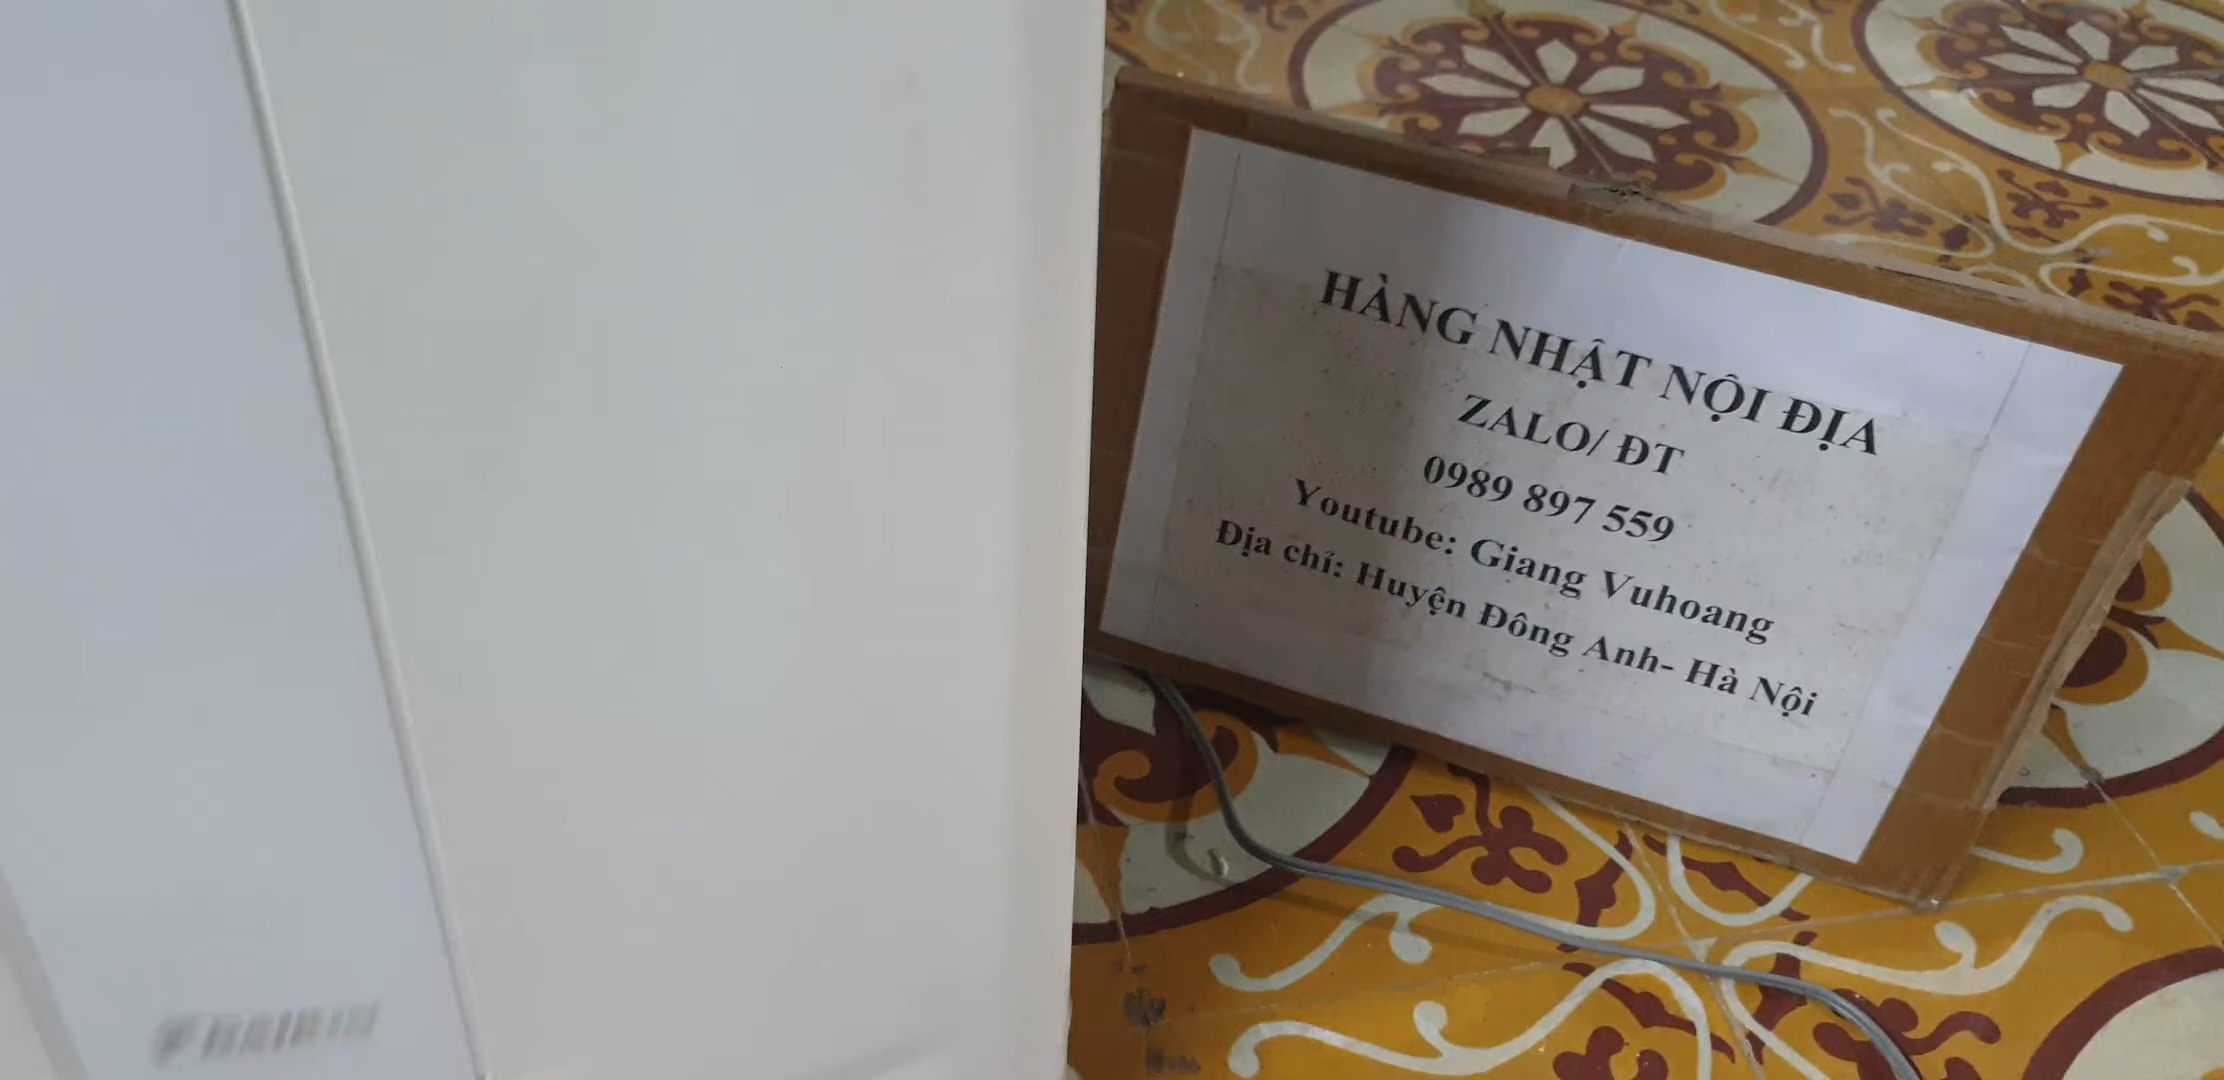 HÀNG NHẬT NỘI ĐỊA
ZALO/ ĐT
0989 897 559
Youtube: Giang Vuhoang
Địa chỉ: Huyện Đông Anh- Hà Nội